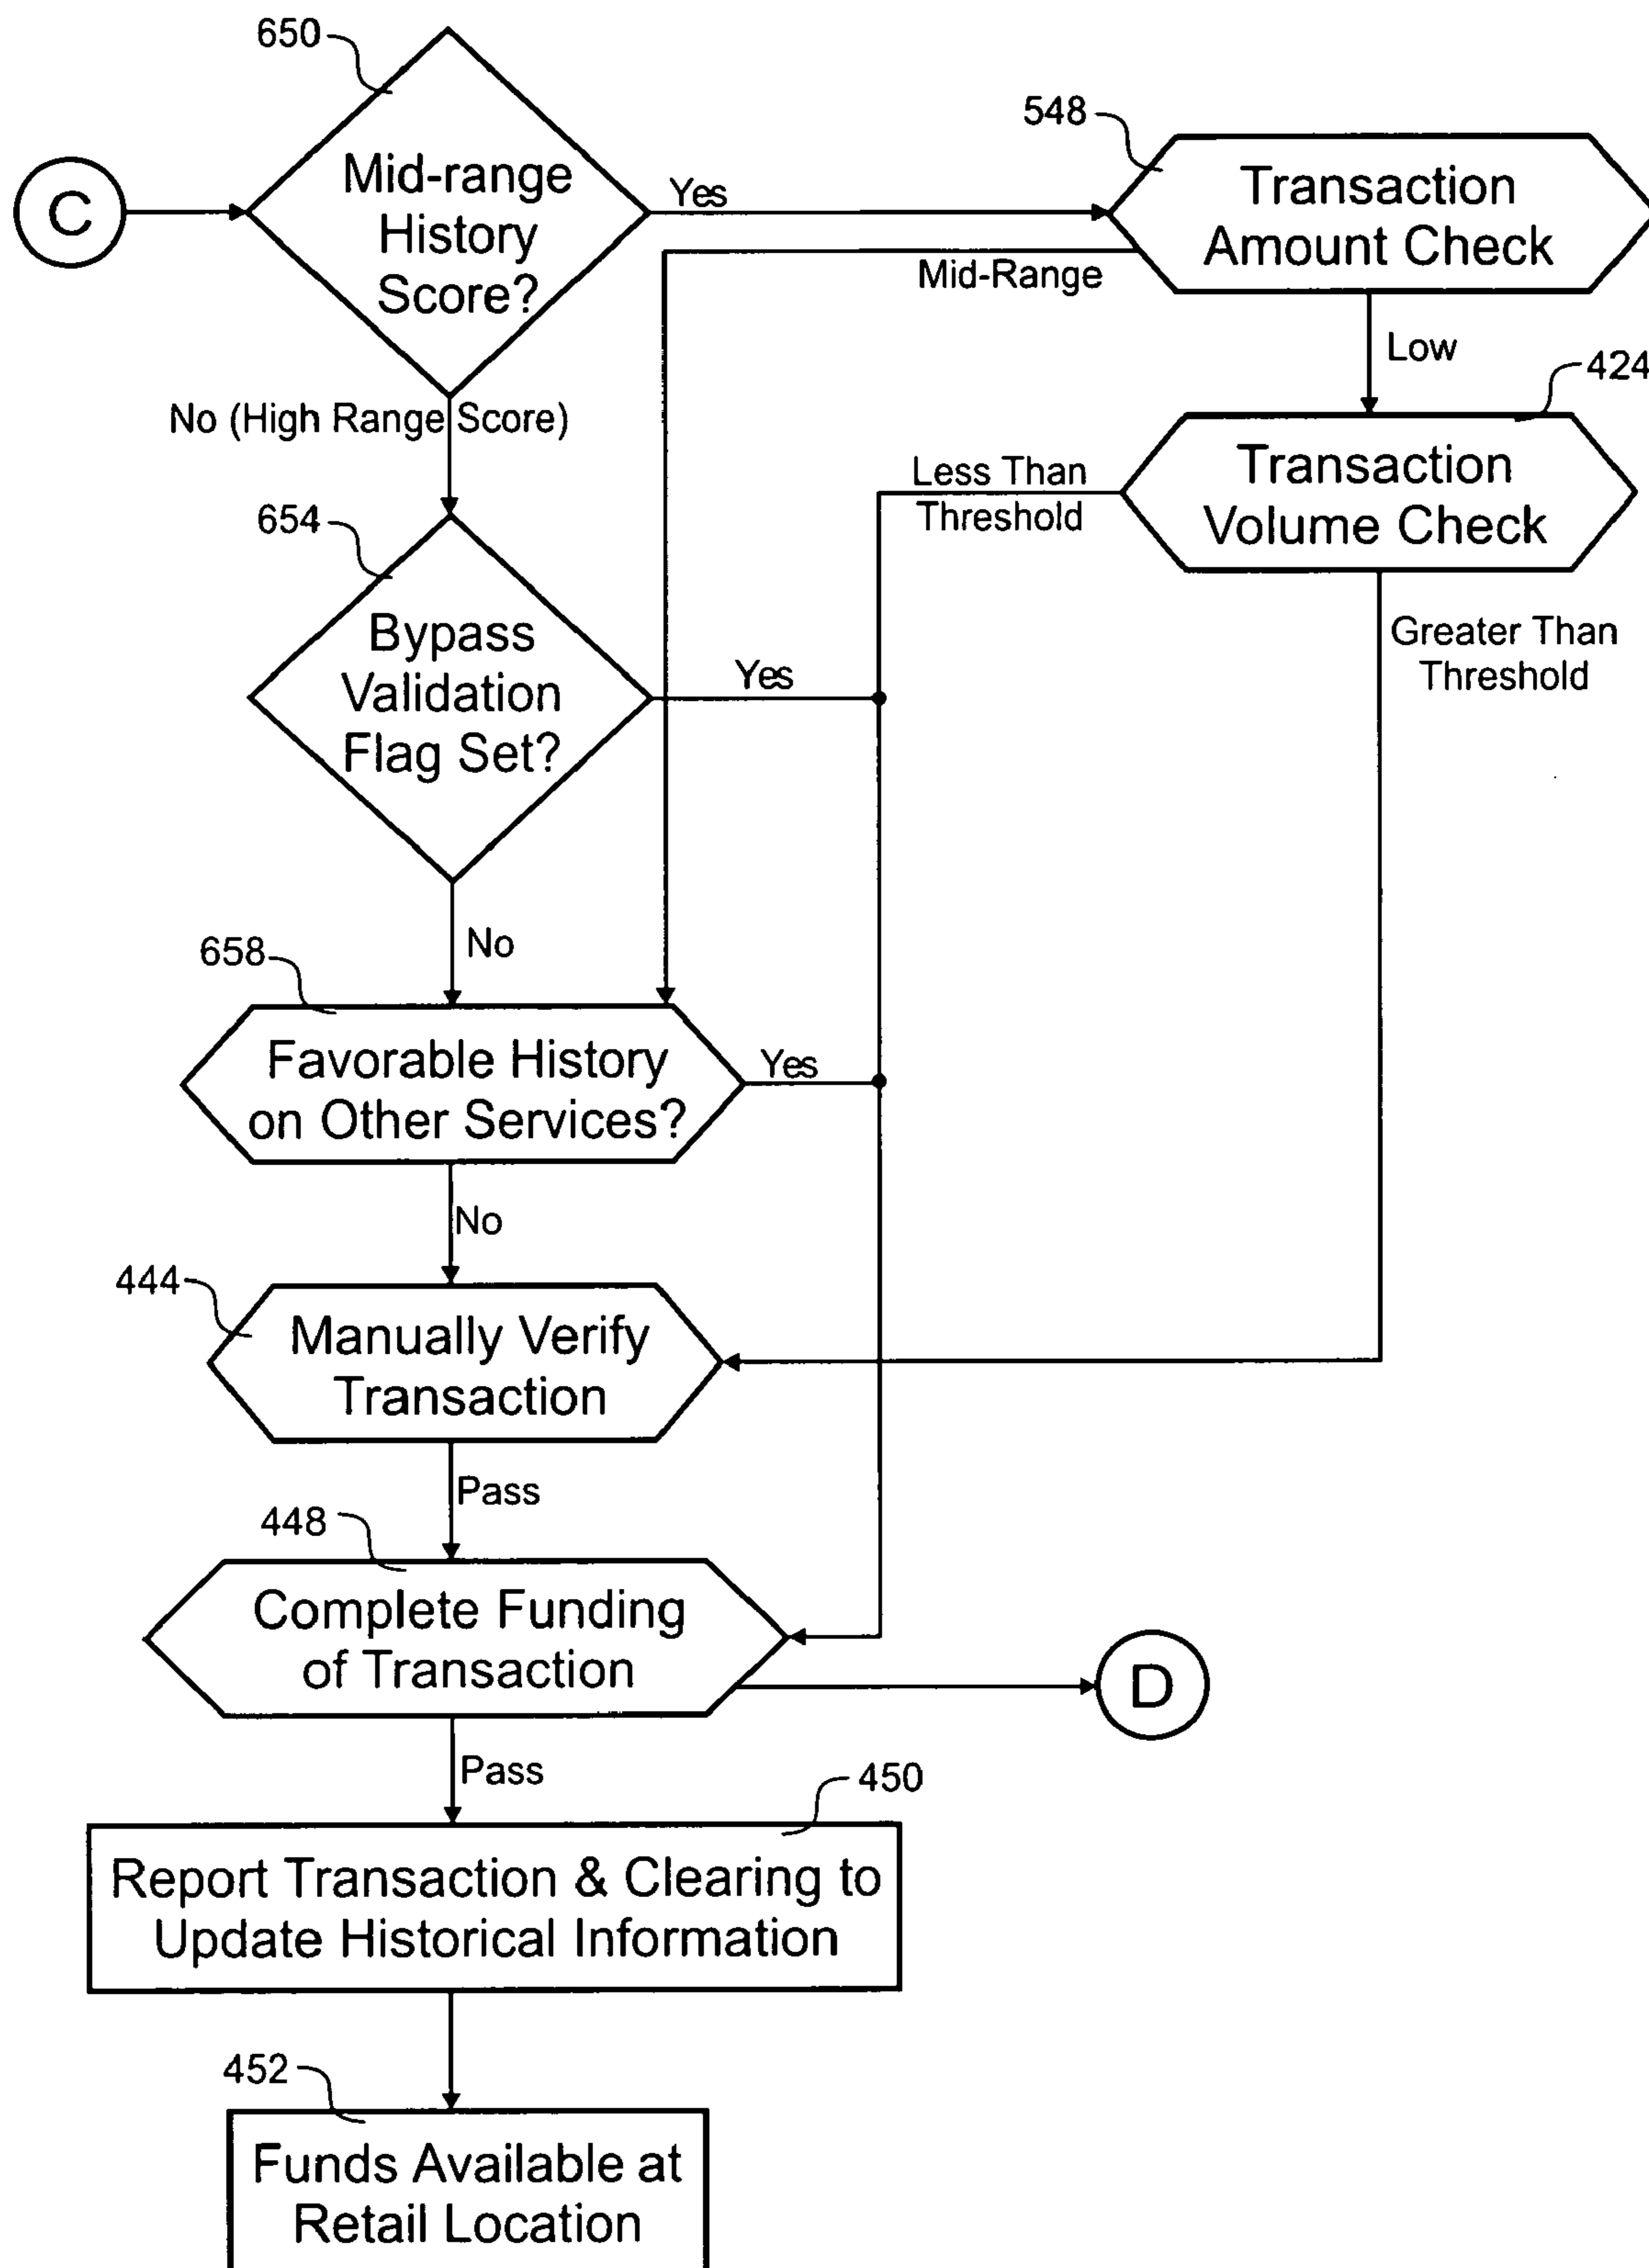 650
548
C
Mid-range
History
Score?
Yes
Transaction
Amount Check
Mid-Range
Low
424
No (High Range Score)
Less Than
Threshold
Transaction
Volume Check
654
Bypass
Validation
Flag Set?
Yes
Greater Than
Threshold
No
658
Favorable History
on Other Services?
Yes
No
444
Manually Verify
Transaction
Pass
448
Complete Funding
of Transaction
D
Pass
450
Report Transaction & Clearing to
Update Historical Information
452
Funds Available at
Retail Location